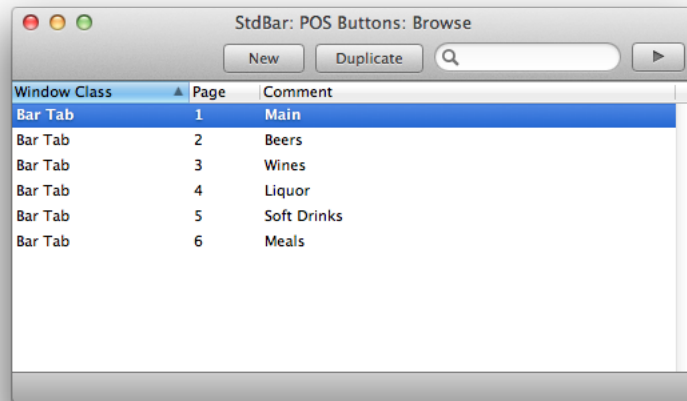 StdBar: POS Buttons: Browse
New Duplicate
Window Class Page Comment
Bar Tab 1 Main
Bar Tab 2 Beers
Bar Tab 3 Wines
Bar Tab 4 Liquor
Bar Tab 5 Soft Drinks
Bar Tab 6 Meals